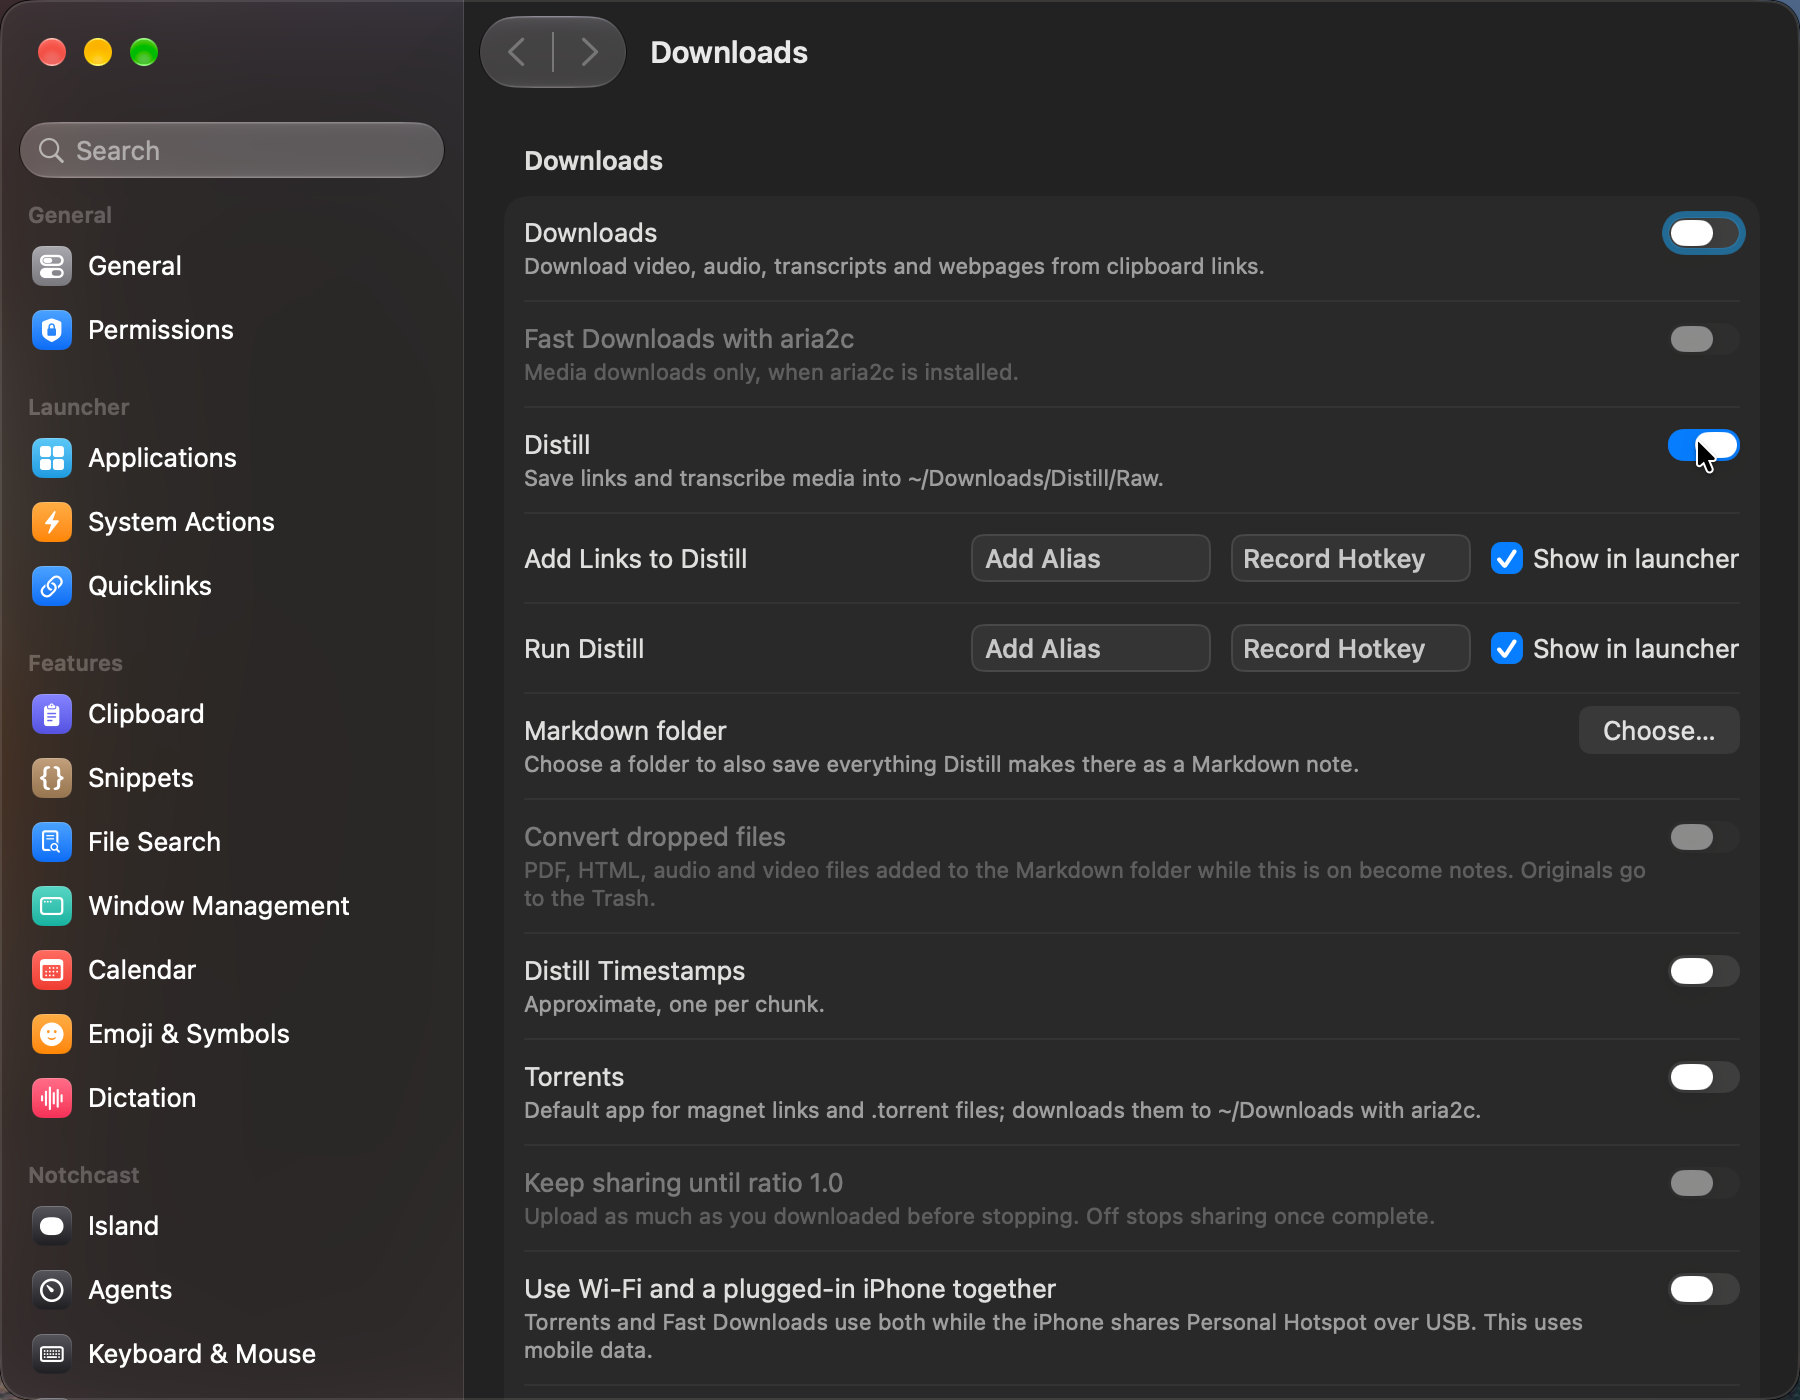 Downloads
Search
General
General
Permissions
Launcher
Applications
System Actions
Quicklinks
Features
Clipboard
Snippets
File Search
Window Management
Calendar
Emoji & Symbols
Dictation
Notchcast
Island
Agents
Keyboard & Mouse
Downloads
Downloads
Download video, audio, transcripts and webpages from clipboard links.
Fast Downloads with aria2c
Media downloads only, when aria2c is installed.
Distill
Save links and transcribe media into ~/Downloads/Distill/Raw.
Add Links to Distill Add Alias Record Hotkey Show in launcher
Run Distill Add Alias Record Hotkey Show in launcher
Markdown folder Choose...
Choose a folder to also save everything Distill makes there as a Markdown note.
Convert dropped files
PDF, HTML, audio and video files added to the Markdown folder while this is on become notes. Originals go
to the Trash.
Distill Timestamps
Approximate, one per chunk.
Torrents
Default app for magnet links and .torrent files; downloads them to ~/Downloads with aria2c.
Keep sharing until ratio 1.0
Upload as much as you downloaded before stopping. Off stops sharing once complete.
Use Wi-Fi and a plugged-in iPhone together
Torrents and Fast Downloads use both while the iPhone shares Personal Hotspot over USB. This uses
mobile data.